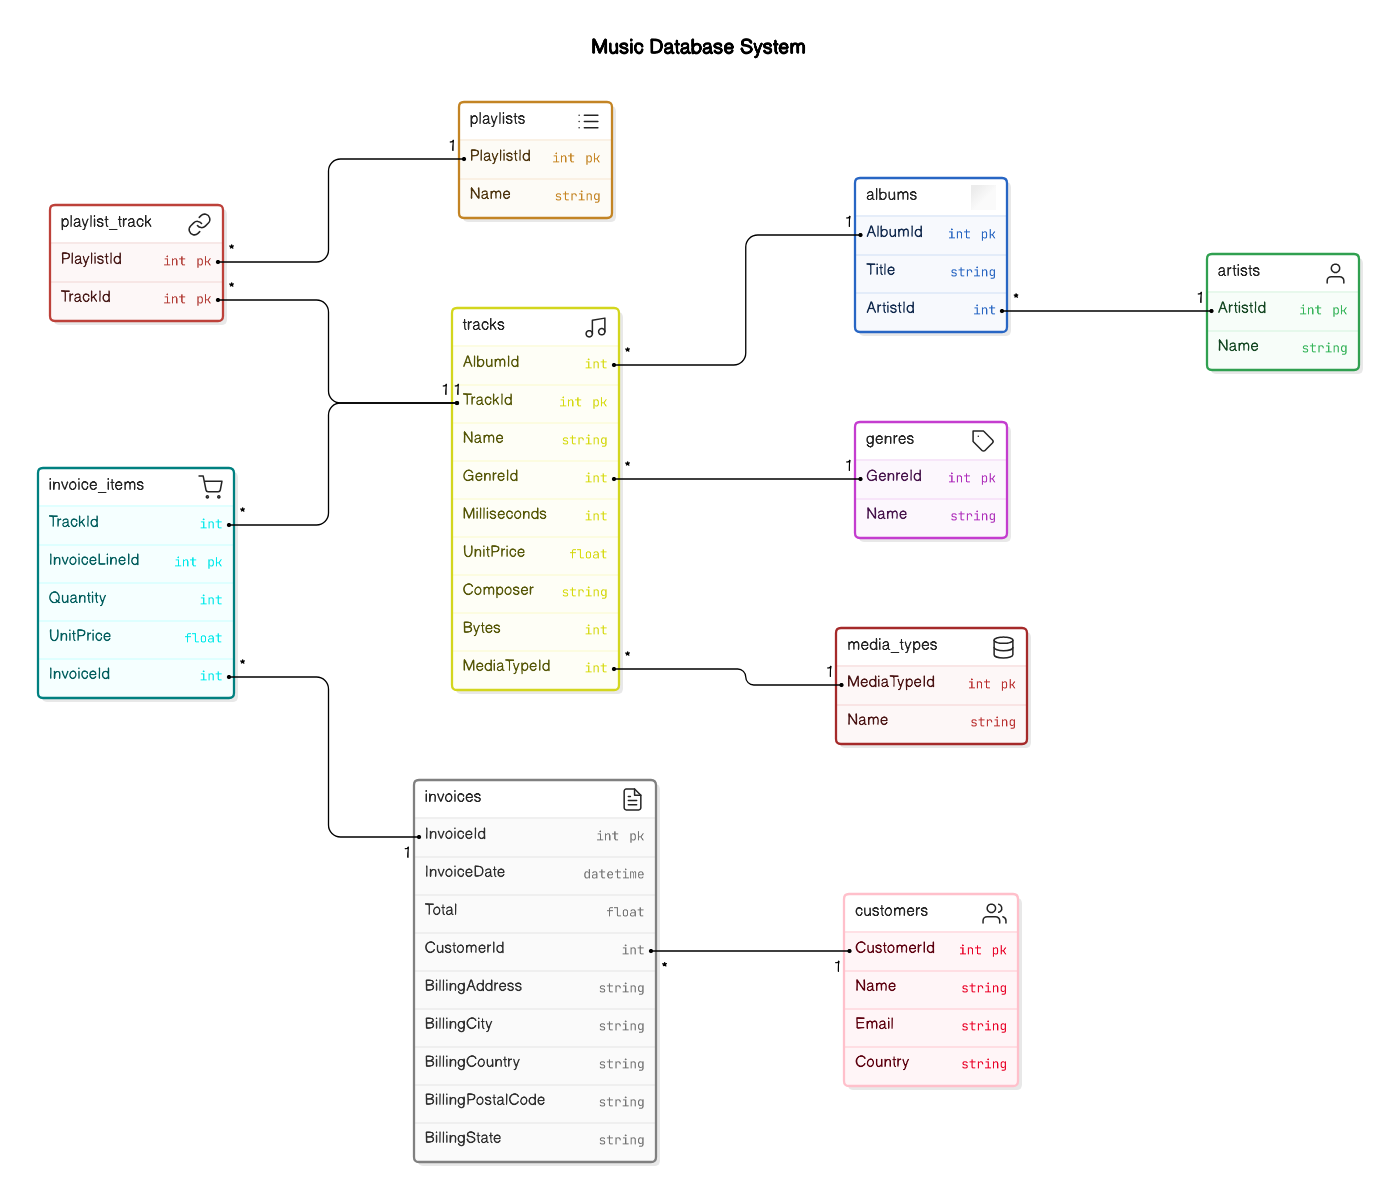 Music Database System
playlists
PlaylistId int pk
Name string
1
playlist_track
PlaylistId int pk
TrackId int pk
*
*
albums
AlbumId int pk
Title string
ArtistId int
1
*
artists
ArtistId int pk
Name string
1
tracks
AlbumId int
TrackId int pk
Name string
GenreId int
Milliseconds int
UnitPrice float
Composer string
Bytes int
MediaTypeId int
*
1 1
*
*
genres
GenreId int pk
Name string
1
invoice_items
TrackId int
InvoiceLineId int pk
Quantity int
UnitPrice float
InvoiceId int
*
*
media_types
MediaTypeId int pk
Name string
1
invoices
InvoiceId int pk
InvoiceDate datetime
Total float
CustomerId int
BillingAddress string
BillingCity string
BillingCountry string
BillingPostalCode string
BillingState string
1
*
customers
CustomerId int pk
Name string
Email string
Country string
1